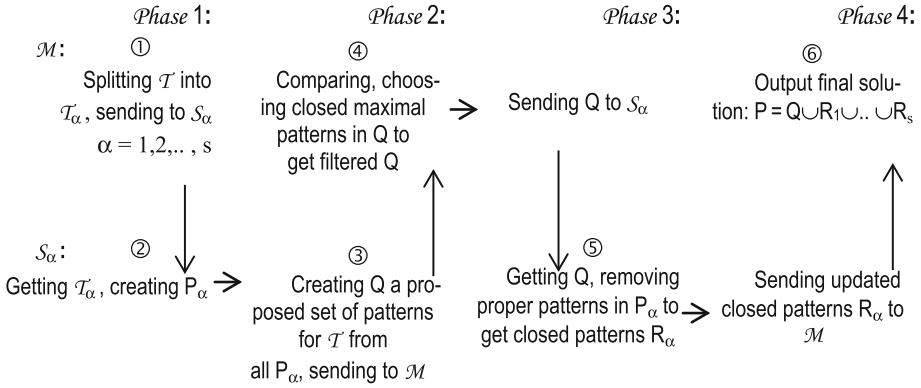 Phase 1:
Phase 2:
Phase 3:
Phase 4:
M:
①
Splitting T into
Tα, sending to Sα
α = 1,2,.. , s
④
Comparing, choos-
ing closed maximal
patterns in Q to
get filtered Q
Sending Q to Sα
⑥
Output final solu-
tion: P = Q∪R1∪.. ∪Rs
Sα:
②
Getting Tα, creating Pα
③
Creating Q a pro-
posed set of patterns
for T from
all Pα, sending to M
⑤
Getting Q, removing
proper patterns in Pα to
get closed patterns Rα
Sending updated
closed patterns Rα to
M